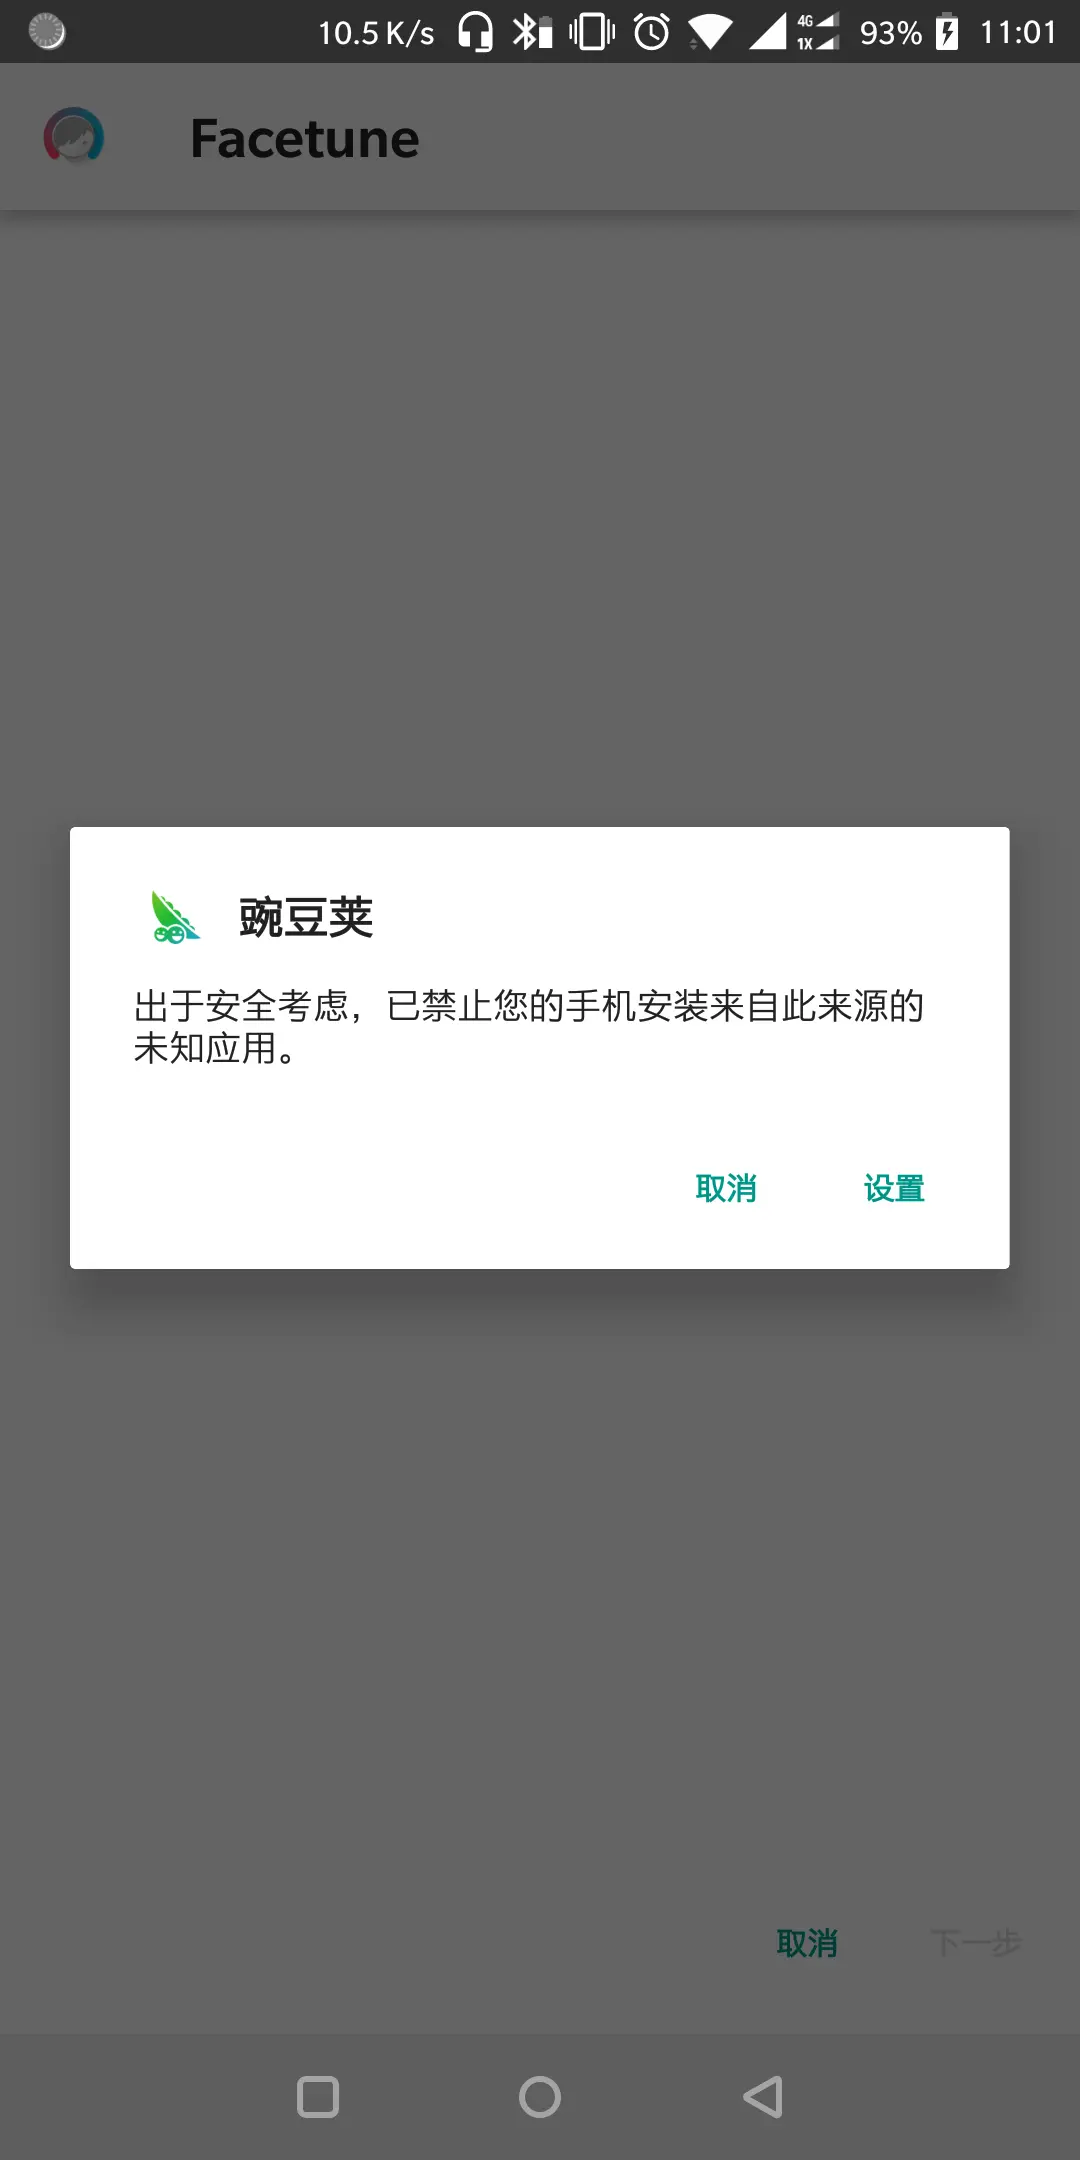 10.5 K/s 4G 1X 93% 11:01
Facetune
豌豆荚
出于安全考虑，已禁止您的手机安装来自此来源的
未知应用。
取消 设置
取消 下一步